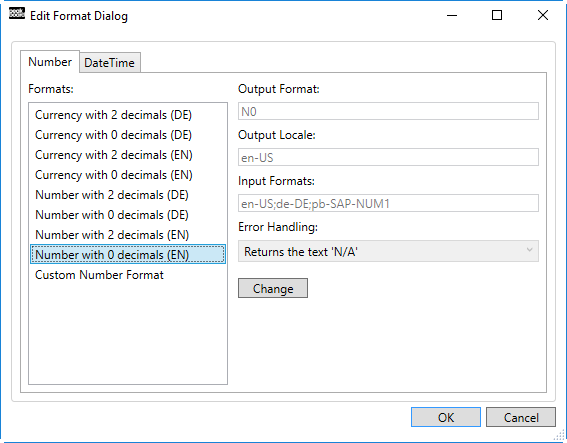 peak
board
Edit Format Dialog
Number
DateTime
Formats:
Currency with 2 decimals (DE)
Currency with 0 decimals (DE)
Currency with 2 decimals (EN)
Currency with 0 decimals (EN)
Number with 2 decimals (DE)
Number with 0 decimals (DE)
Number with 2 decimals (EN)
Number with 0 decimals (EN)
Custom Number Format
Output Format:
N0
Output Locale:
en-US
Input Formats:
en-US;de-DE;pb-SAP-NUM1
Error Handling:
Returns the text 'N/A'
Change
OK
Cancel